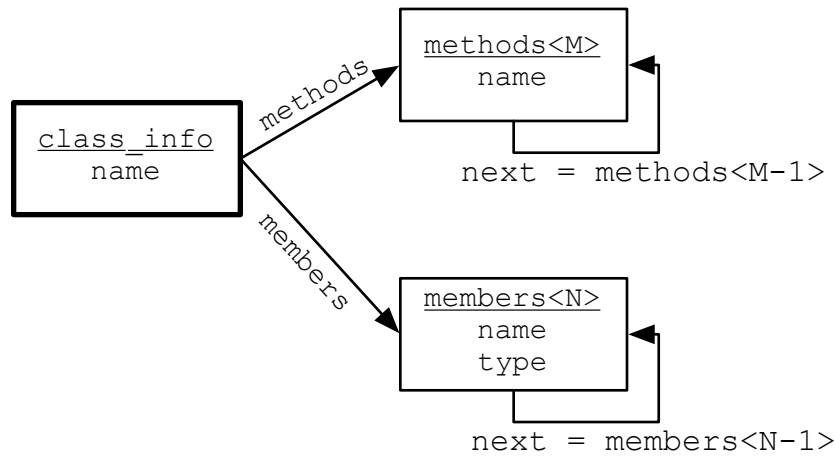 class_info
name
methods
methods<M>
name
next = methods<M-1>
members
members<N>
name
type
next = members<N-1>